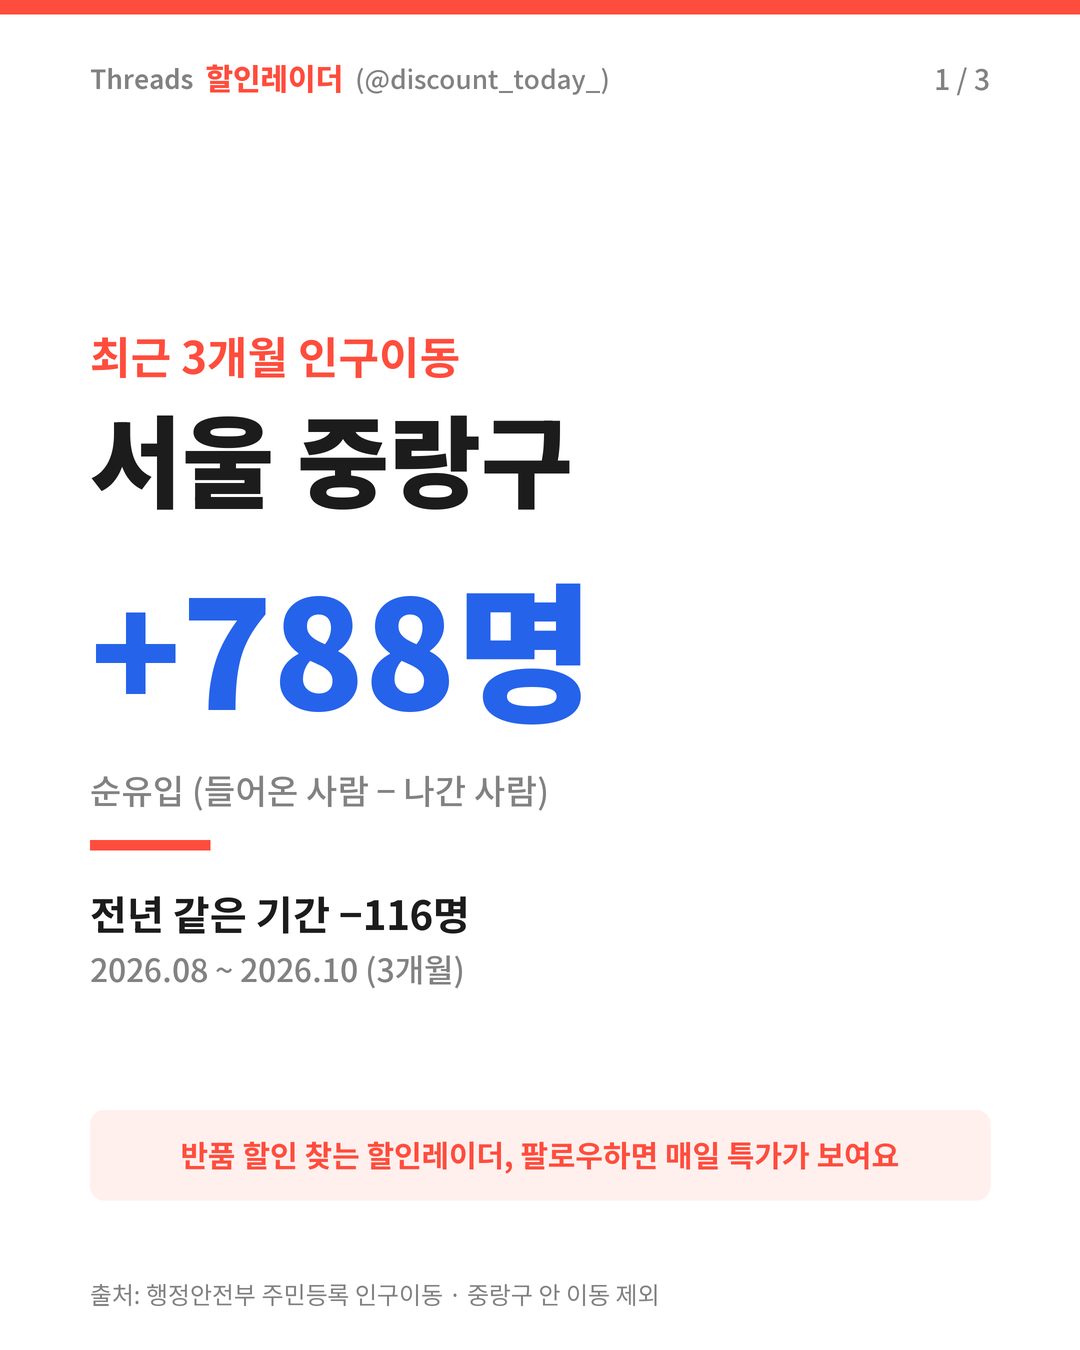 Threads 할인레이더 (@discount_today_) 1 / 3
최근 3개월 인구이동
서울 중랑구
+788명
순유입 (들어온 사람 − 나간 사람)
전년 같은 기간 −116명
2026.08 ~ 2026.10 (3개월)
반품 할인 찾는 할인레이더, 팔로우하면 매일 특가가 보여요
출처: 행정안전부 주민등록 인구이동 · 중랑구 안 이동 제외